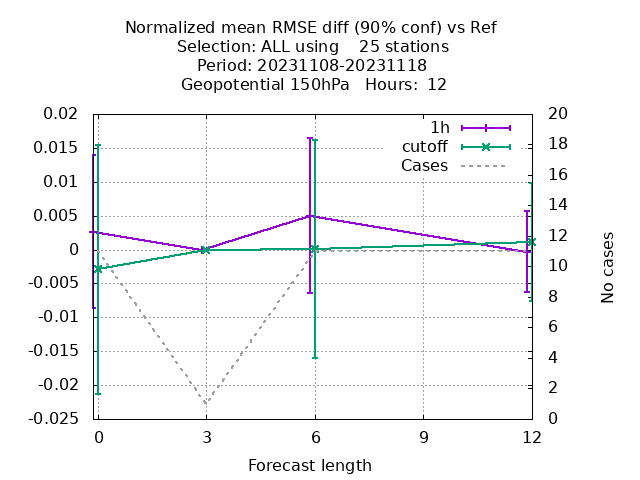 Normalized mean RMSE diff (90% conf) vs Ref
Selection: ALL using    25 stations
Period: 20231108-20231118
Geopotential 150hPa   Hours:  12
0.02
0.015
0.01
0.005
0
-0.005
-0.01
-0.015
-0.02
-0.025
20
18
16
14
12
11
10
8
6
4
2
0
1h
cutoff
Cases
No cases
0 3 6 9 12
Forecast length